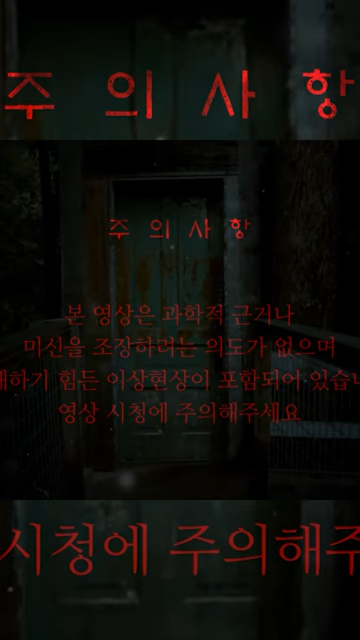 주 의 사 항
주 의 사 항
본 영상은 과학적 근거나
미신을 조장하려는 의도가 없으며
하기 힘든 이상현상이 포함되어 있습
영상 시청에 주의해주세요
시청에 주의해주